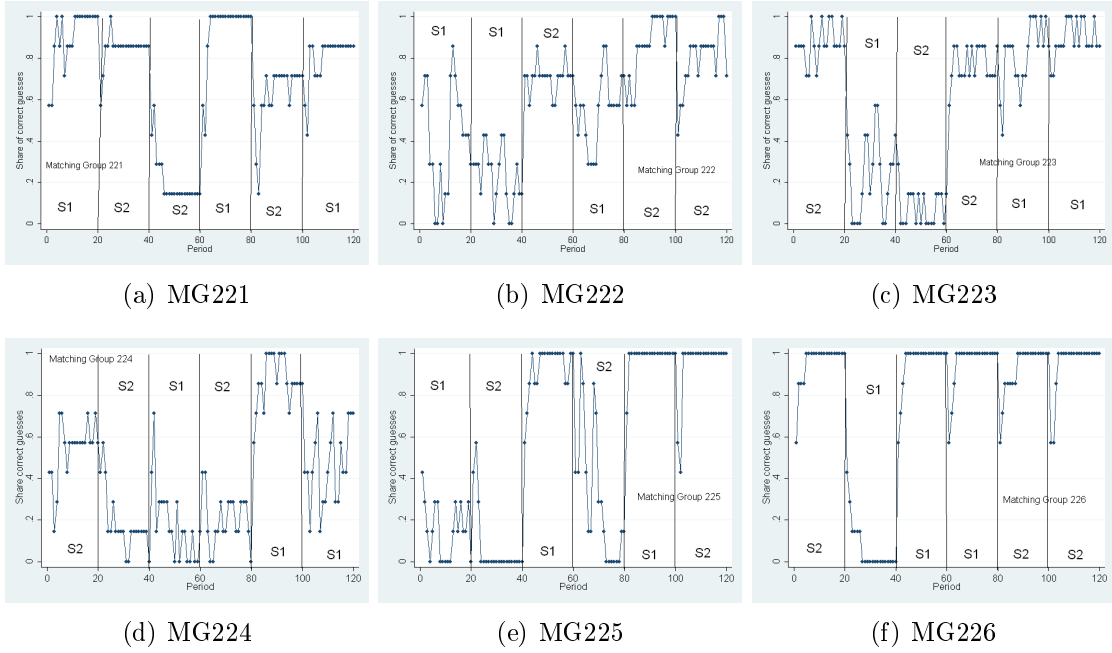 Share of correct guesses
0 .2 .4 .6 .8 1
Matching Group 221
S1 S2 S2 S1 S2 S1
0 20 40 60 80 100 120
Period
(a) MG221
Share of correct guesses
0 .2 .4 .6 .8 1
S1 S1 S2
Matching Group 222
S1 S2 S2
0 20 40 60 80 100 120
Period
(b) MG222
Share of correct guesses
0 .2 .4 .6 .8 1
S1 S2
Matching Group 223
S2 S2 S1 S1
0 20 40 60 80 100 120
Period
(c) MG223
Share correct guesses
0 .2 .4 .6 .8 1
Matching Group 224
S2 S1 S2
S2 S1 S1
0 20 40 60 80 100 120
Period
(d) MG224
Share correct guesses
0 .2 .4 .6 .8 1
S1 S2 S2
Matching Group 225
S1 S1 S2
0 20 40 60 80 100 120
Period
(e) MG225
Share correct guesses
0 .2 .4 .6 .8 1
S1
Matching Group 226
S2 S1 S1 S2 S2
0 20 40 60 80 100 120
Period
(f) MG226